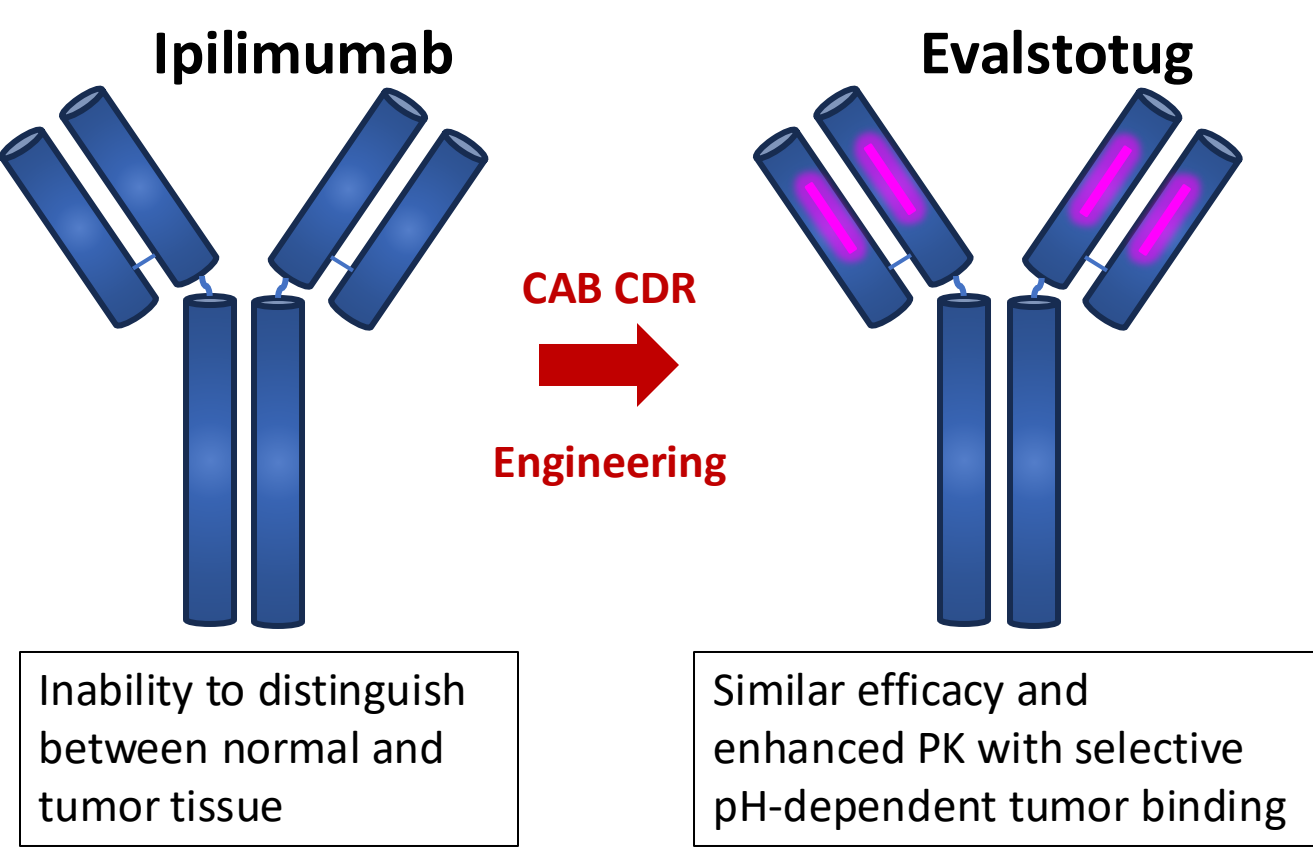 Ipilimumab
Evalstotug
CAB CDR
Engineering
Inability to distinguish
between normal and
tumor tissue
Similar efficacy and
enhanced PK with selective
pH-dependent tumor binding